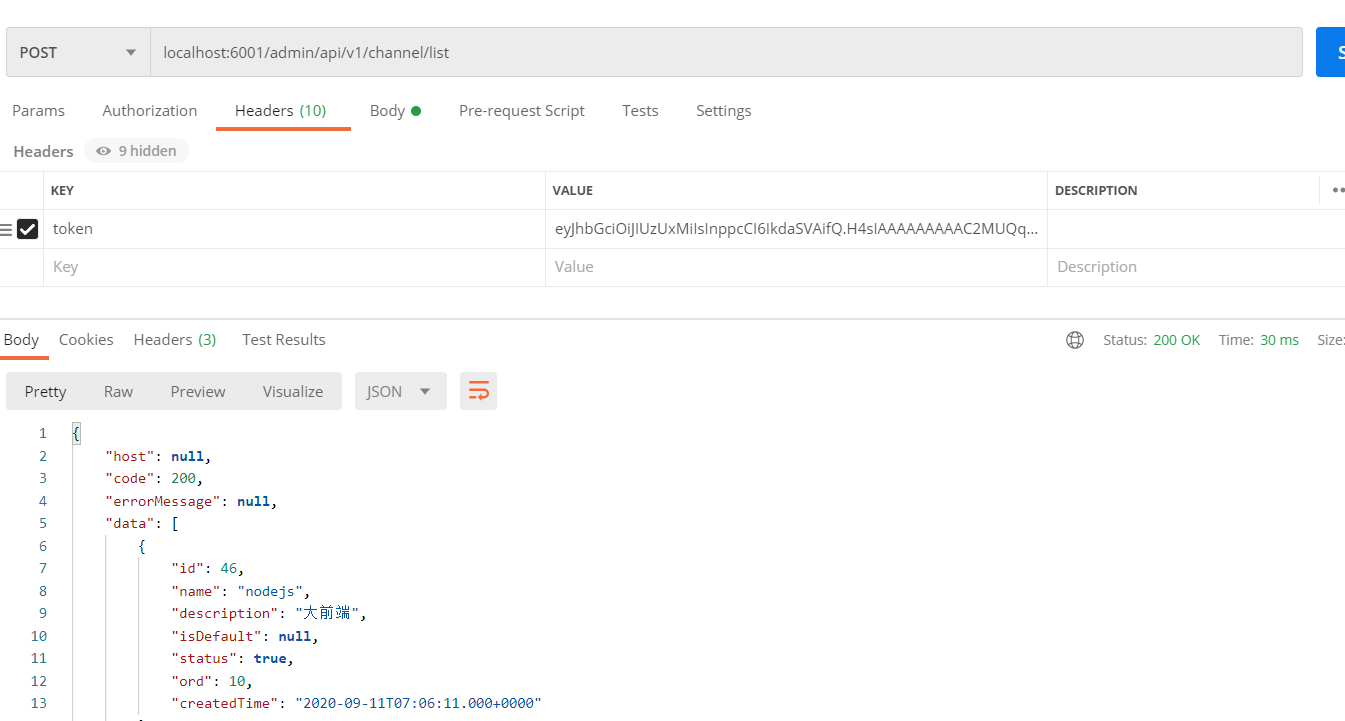 POST localhost:6001/admin/api/v1/channel/list S
Params Authorization Headers (10) Body Pre-request Script Tests Settings
Headers 9 hidden
KEY VALUE DESCRIPTION
token eyJhbGciOiJIUzUxMiIsInppcCI6IkdaSVAifQ.H4sIAAAAAAAAAC2MUQq...
Key Value Description
Body Cookies Headers (3) Test Results Status: 200 OK Time: 30 ms Size:
Pretty Raw Preview Visualize JSON
1 {
2 "host": null,
3 "code": 200,
4 "errorMessage": null,
5 "data": [
6 {
7 "id": 46,
8 "name": "nodejs",
9 "description": "大前端",
10 "isDefault": null,
11 "status": true,
12 "ord": 10,
13 "createdTime": "2020-09-11T07:06:11.000+0000"